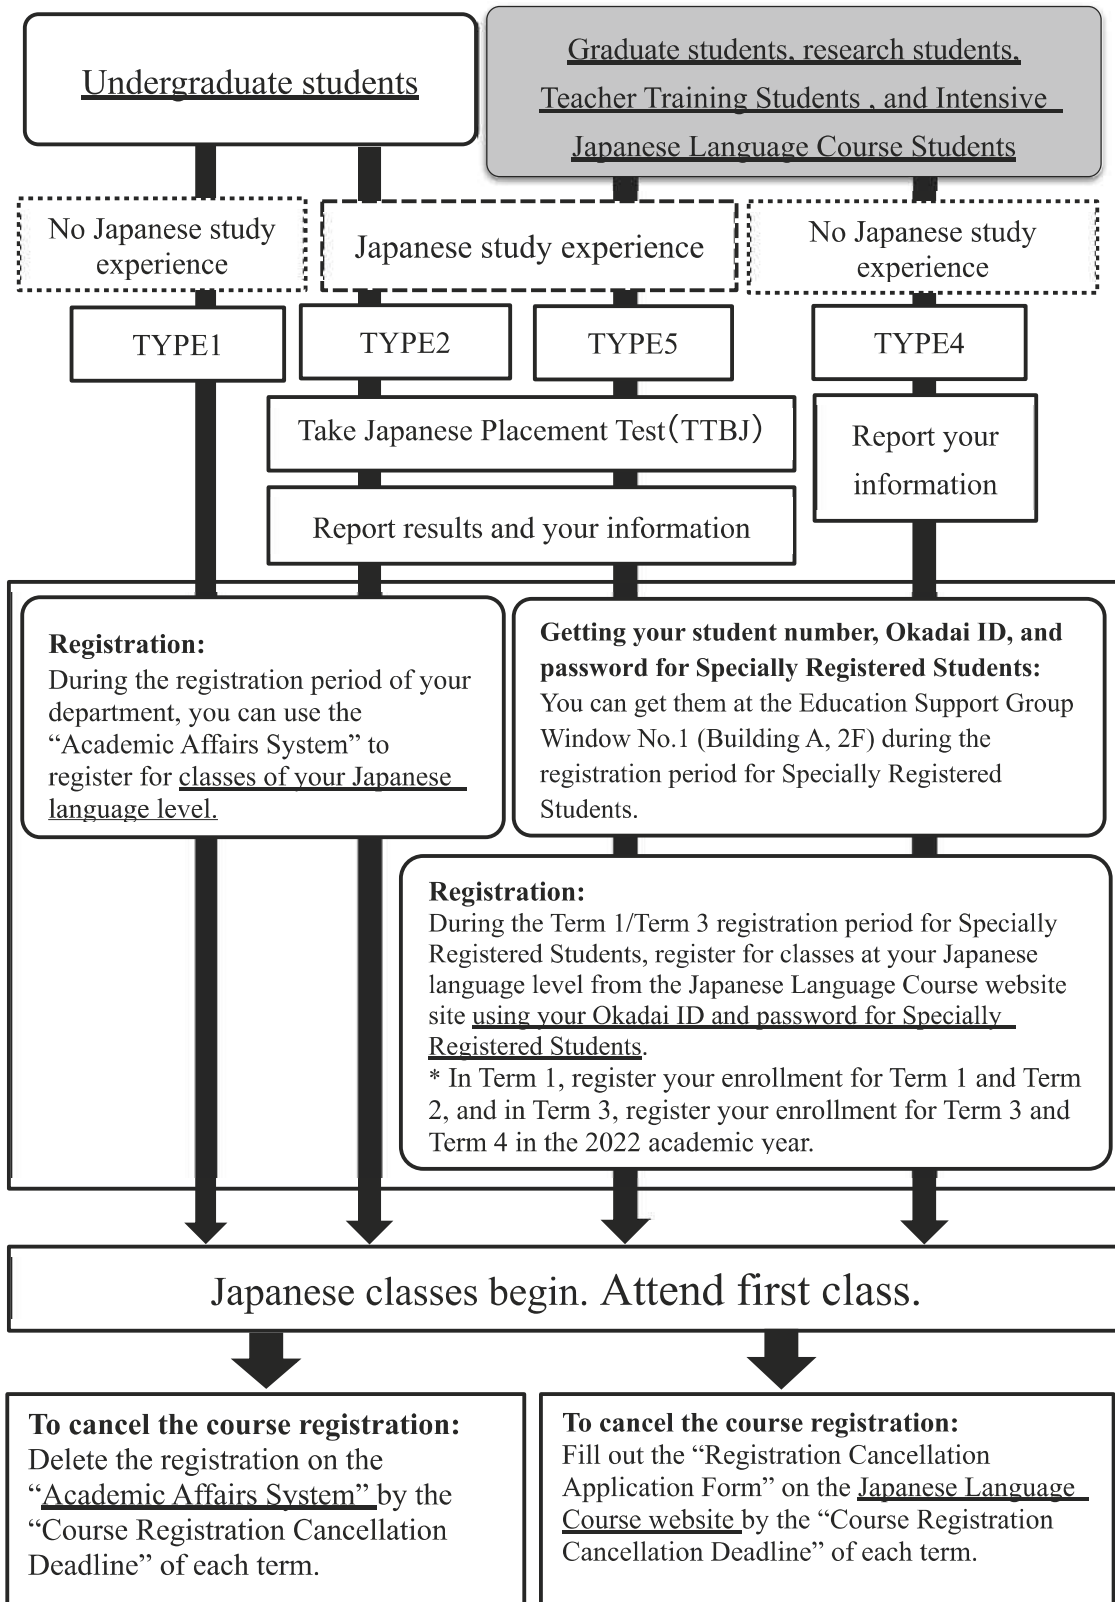 Undergraduate students
Graduate students, research students,
Teacher Training Students , and Intensive
Japanese Language Course Students
No Japanese study
experience
Japanese study experience
No Japanese study
experience
TYPE1
TYPE2
TYPE5
TYPE4
Take Japanese Placement Test(TTBJ)
Report your
information
Report results and your information
Registration:
During the registration period of your
department, you can use the
“Academic Affairs System” to
register for classes of your Japanese
language level.
Getting your student number, Okadai ID, and
password for Specially Registered Students:
You can get them at the Education Support Group
Window No.1 (Building A, 2F) during the
registration period for Specially Registered
Students.
Registration:
During the Term 1/Term 3 registration period for Specially
Registered Students, register for classes at your Japanese
language level from the Japanese Language Course website
site using your Okadai ID and password for Specially
Registered Students.
* In Term 1, register your enrollment for Term 1 and Term
2, and in Term 3, register your enrollment for Term 3 and
Term 4 in the 2022 academic year.
Japanese classes begin. Attend first class.
To cancel the course registration:
Delete the registration on the
“Academic Affairs System” by the
“Course Registration Cancellation
Deadline” of each term.
To cancel the course registration:
Fill out the “Registration Cancellation
Application Form” on the Japanese Language
Course website by the “Course Registration
Cancellation Deadline” of each term.